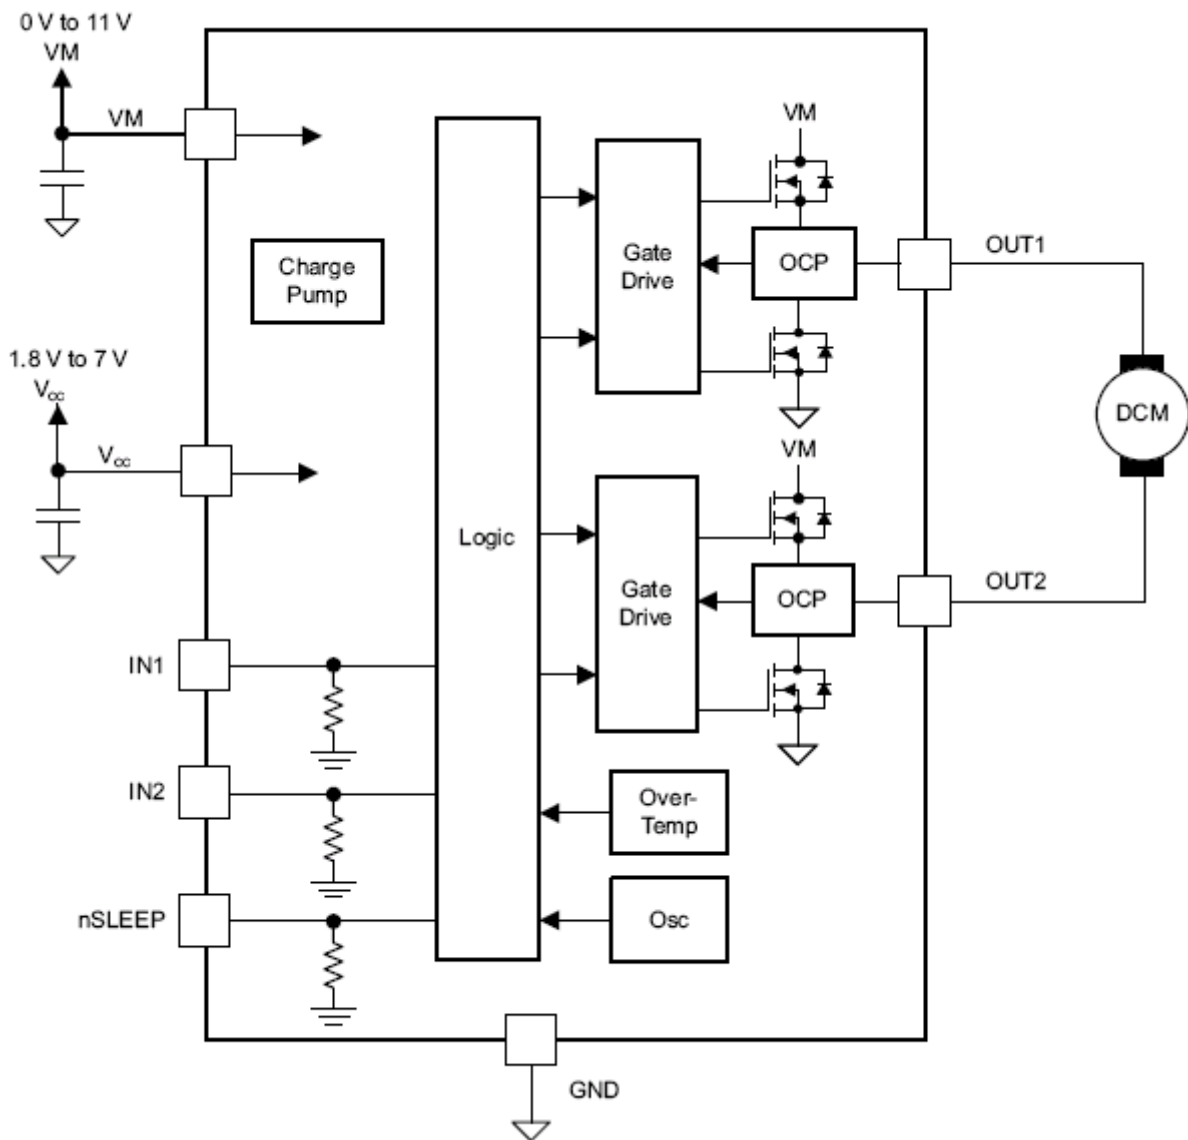 0 V to 11 V
VM
VM
VM
Charge
Pump
Gate
Drive
OCP
OUT1
1.8 V to 7 V
Vcc
Vcc
DCM
VM
Logic
Gate
Drive
OCP
OUT2
IN1
IN2
Over-
Temp
nSLEEP
Osc
GND